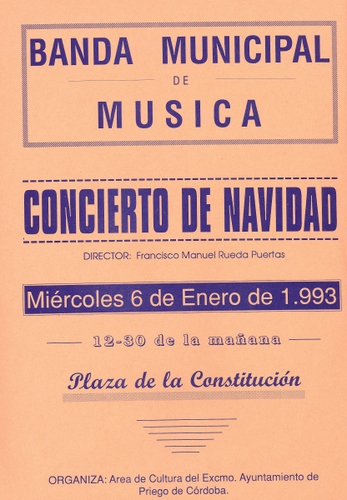 BANDA MUNICIPAL
DE
MUSICA
CONCIERTO DE NAVIDAD
DIRECTOR: Francisco Manuel Rueda Puertas
Miércoles 6 de Enero de 1.993
12-30 de la mañana
Plaza de la Constitución
ORGANIZA: Area de Cultura del Excmo. Ayuntamiento de
Priego de Córdoba.